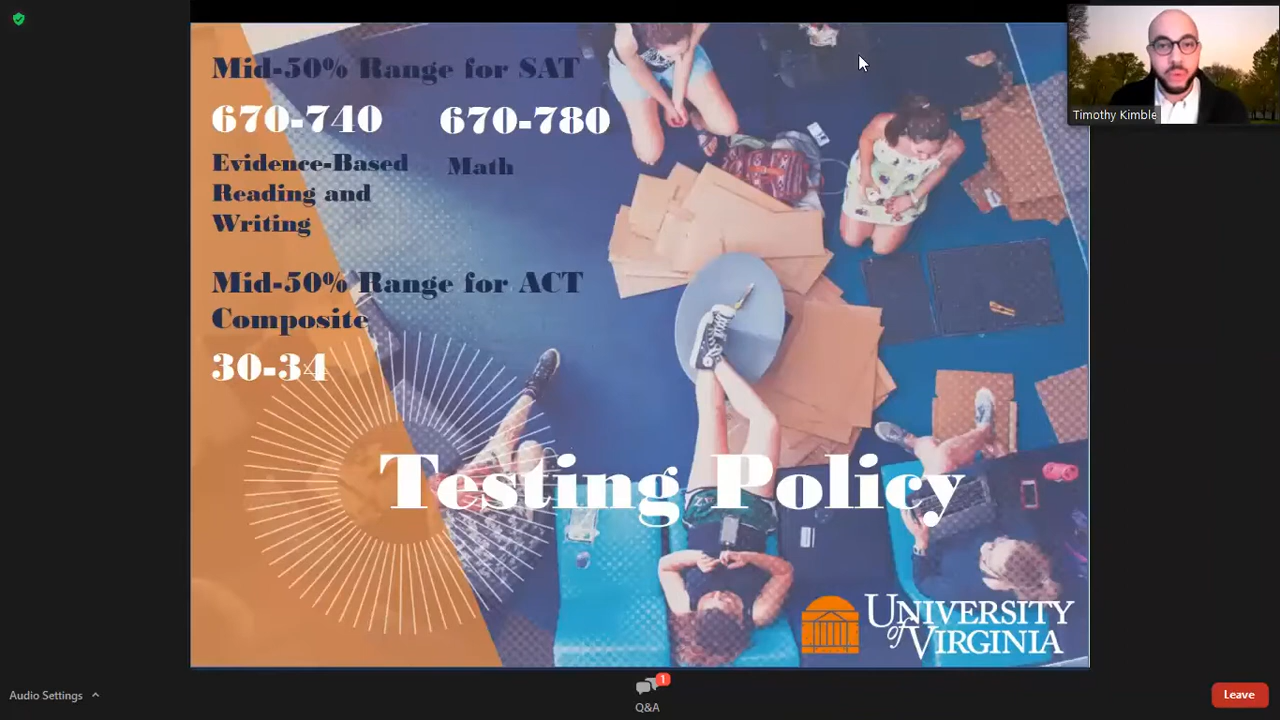 Mid-50% Range for SAT
670-740
670-780
Evidence-Based
Reading and
Writing
Math
Mid-50% Range for ACT
Composite
30-34
Testing Policy
UNIVERSITY
of VIRGINIA
Timothy Kimble
Audio Settings
1
Q&A
Leave